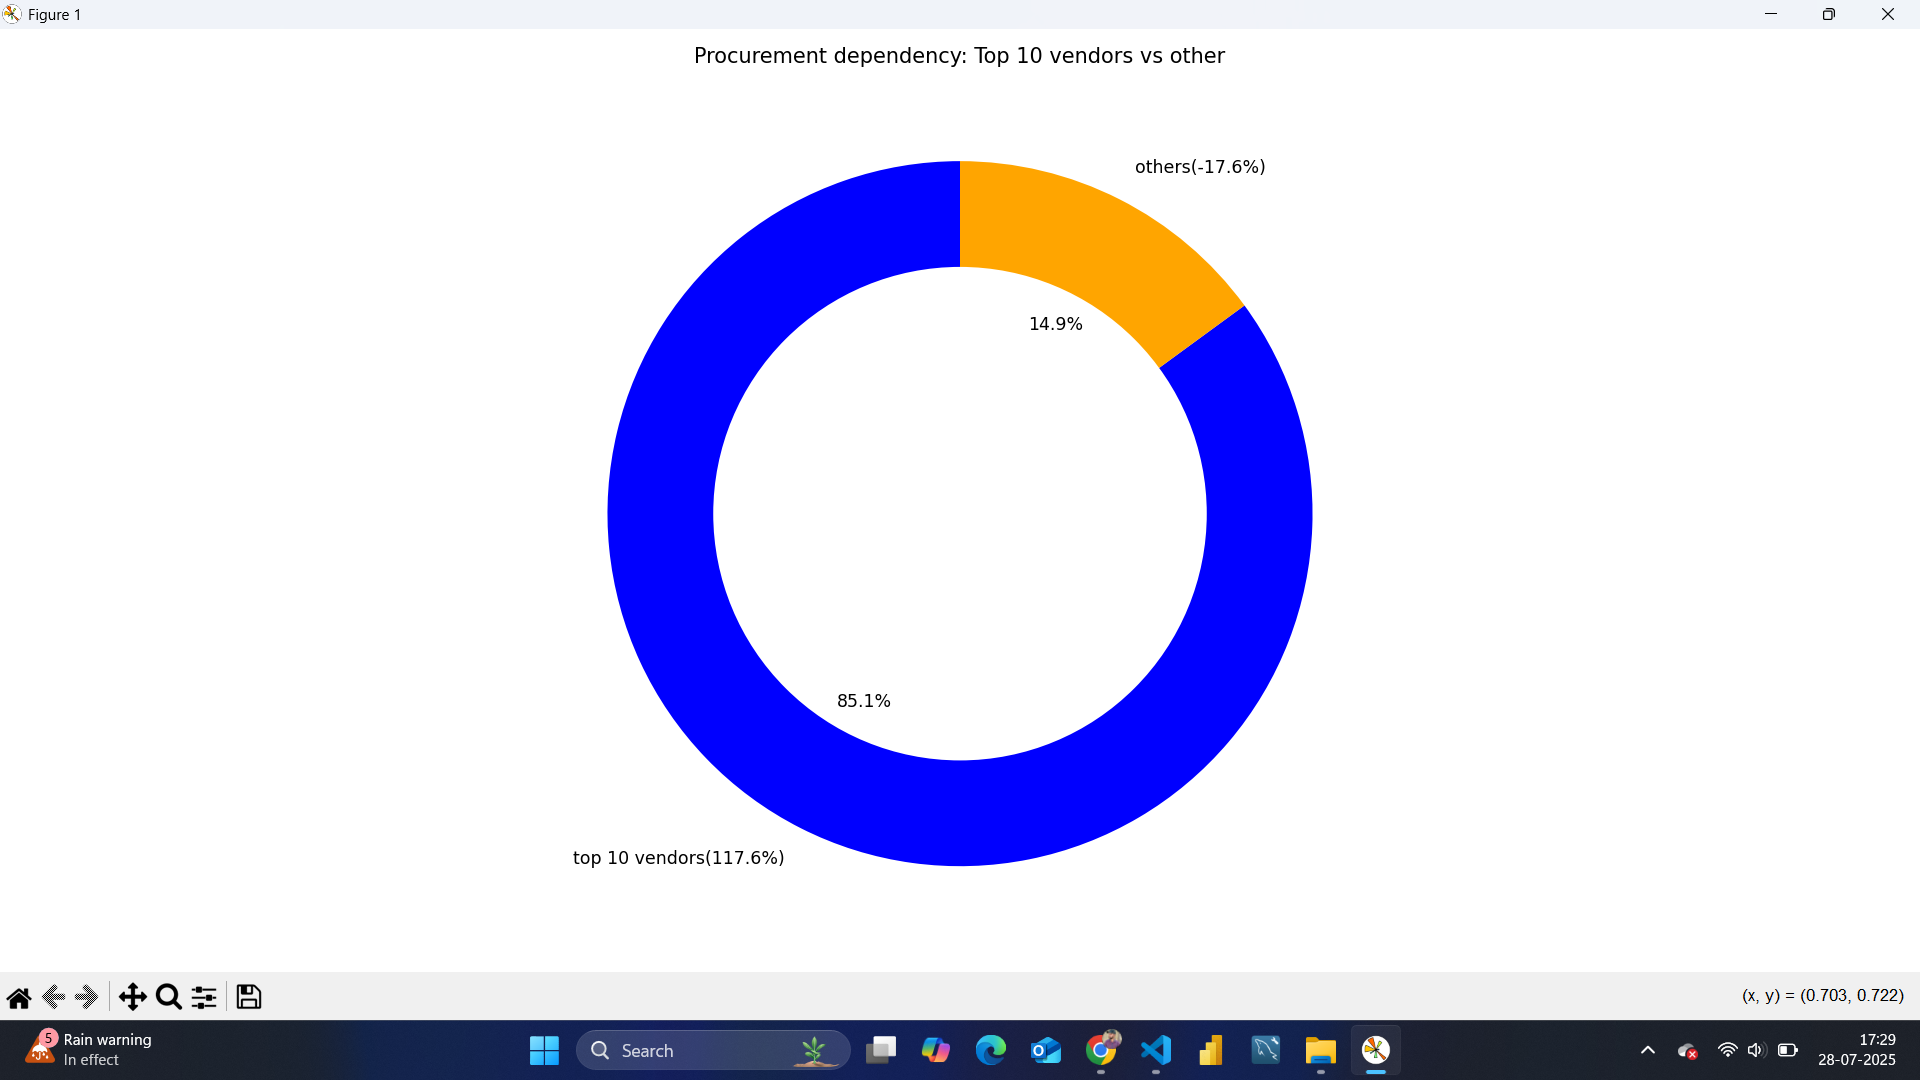 Figure 1
Procurement dependency: Top 10 vendors vs other
others(-17.6%)
14.9%
85.1%
top 10 vendors(117.6%)
(x, y) = (0.703, 0.722)
5
Rain warning
In effect
Search
17:29
28-07-2025